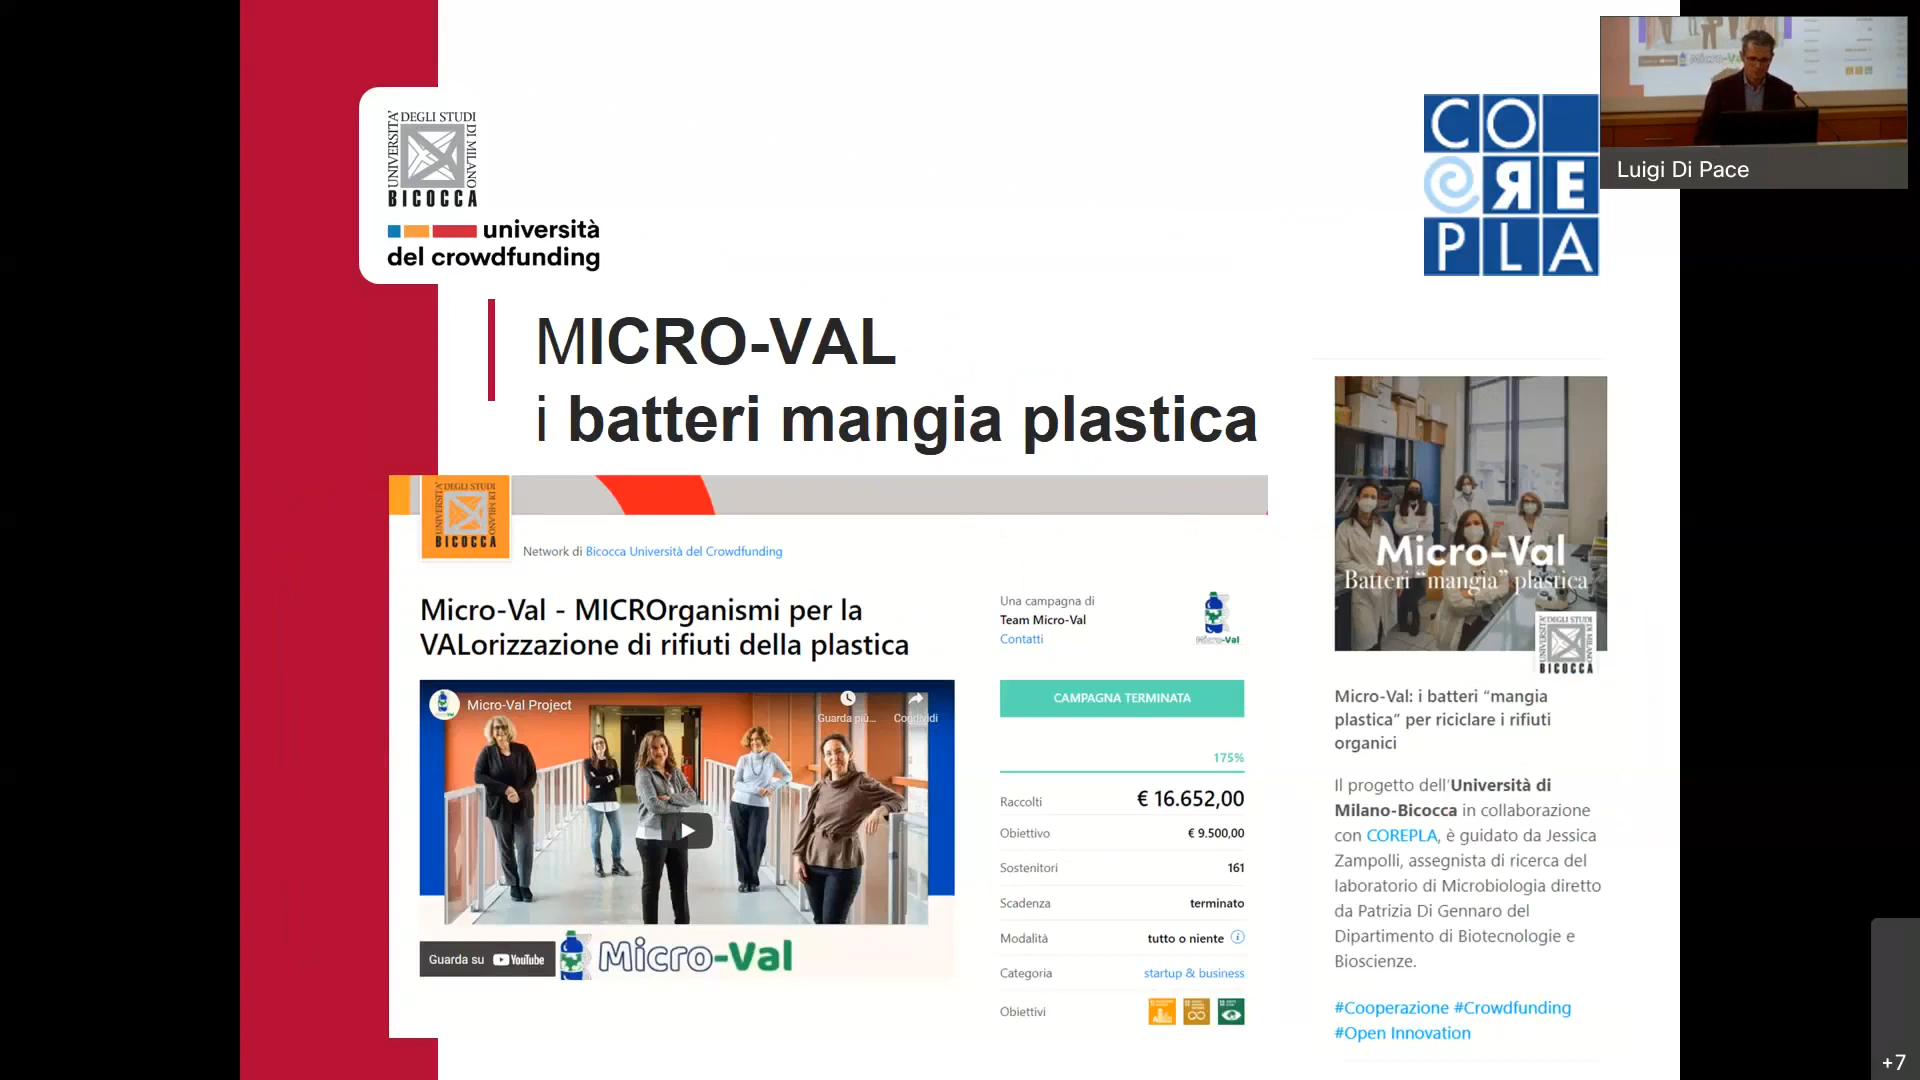 UNIVERSITA' DEGLI STUDI DI MILANO
BICOCCA
università
del crowdfunding
CO
RE
PLA
Luigi Di Pace
MICRO-VAL
i batteri mangia plastica
UNIVERSITA' DEGLI STUDI DI MILANO
BICOCCA
Network di Bicocca Università del Crowdfunding
Micro-Val - MICROrganismi per la
VALorizzazione di rifiuti della plastica
Micro-Val Project
Guarda più...
Condividi
Guarda su YouTube
Micro-Val
Una campagna di
Team Micro-Val
Contatti
Micro-Val
CAMPAGNA TERMINATA
175%
Raccolti € 16.652,00
Obiettivo € 9.500,00
Sostenitori 161
Scadenza terminato
Modalità tutto o niente
Categoria startup & business
Obiettivi
Micro-Val
Batteri “mangia” plastica
UNIVERSITA' DEGLI STUDI DI MILANO
BICOCCA
Micro-Val: i batteri “mangia
plastica” per riciclare i rifiuti
organici
Il progetto dell'Università di
Milano-Bicocca in collaborazione
con COREPLA, è guidato da Jessica
Zampolli, assegnista di ricerca del
laboratorio di Microbiologia diretto
da Patrizia Di Gennaro del
Dipartimento di Biotecnologie e
Bioscienze.
#Cooperazione #Crowdfunding
#Open Innovation
+7